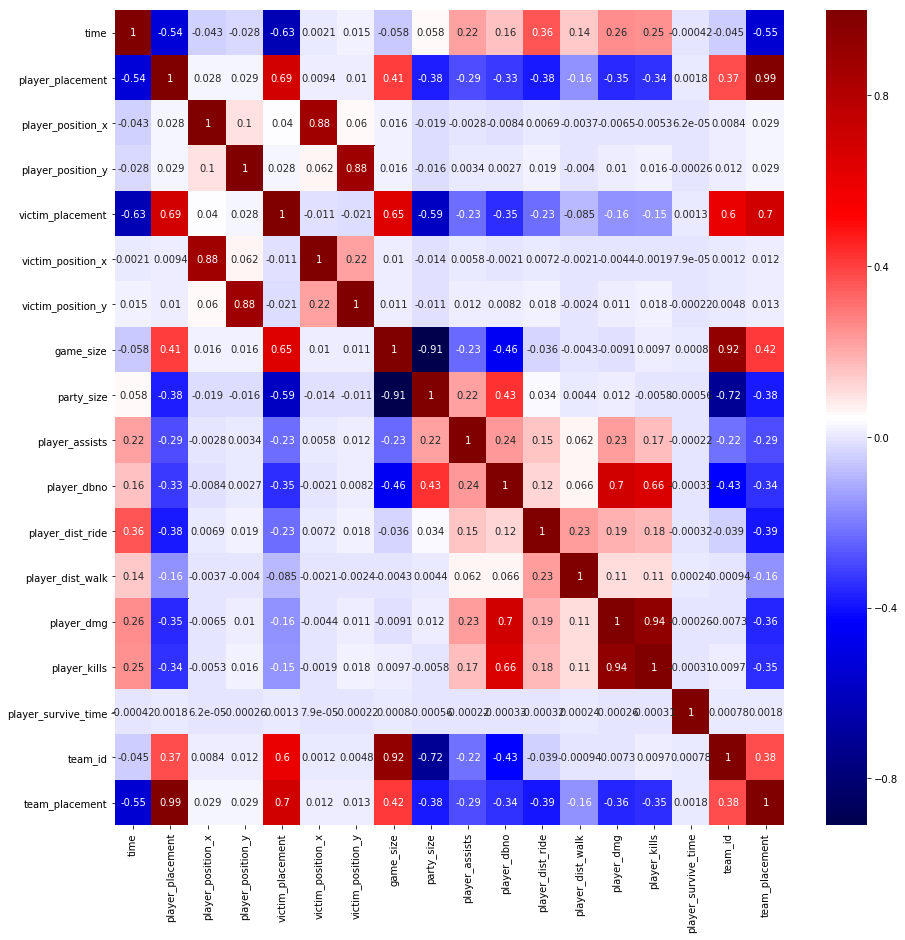 time 1 -0.54 -0.043 -0.028 -0.63 0.0021 0.015 -0.058 0.058 0.22 0.16 0.36 0.14 0.26 0.25 -0.00042 -0.045 -0.55
player_placement -0.54 1 0.028 0.029 0.69 0.0094 0.01 0.41 -0.38 -0.29 -0.33 -0.38 -0.16 -0.35 -0.34 0.0018 0.37 0.99
player_position_x -0.043 0.028 1 0.1 0.04 0.88 0.06 0.016 -0.019 -0.0028 -0.0084 0.0069 -0.0037 -0.0065 -0.0053 6.2e-05 0.0084 0.029
player_position_y -0.028 0.029 0.1 1 0.028 0.062 0.88 0.016 -0.016 0.0034 0.0027 0.019 -0.004 0.01 0.016 -0.00026 0.012 0.029
victim_placement -0.63 0.69 0.04 0.028 1 -0.011 -0.021 0.65 -0.59 -0.23 -0.35 -0.23 -0.085 -0.16 -0.15 0.0013 0.6 0.7
victim_position_x 0.0021 0.0094 0.88 0.062 -0.011 1 0.22 0.01 -0.014 0.0058 -0.0021 0.0072 -0.0021 -0.0044 -0.0019 7.9e-05 0.0012 0.012
victim_position_y 0.015 0.01 0.06 0.88 -0.021 0.22 1 0.011 -0.011 0.012 0.0082 0.018 -0.0024 0.011 0.018 -0.00022 0.0048 0.013
game_size -0.058 0.41 0.016 0.016 0.65 0.01 0.011 1 -0.91 -0.23 -0.46 -0.036 -0.0043 -0.0091 0.0097 0.0008 0.92 0.42
party_size 0.058 -0.38 -0.019 -0.016 -0.59 -0.014 -0.011 -0.91 1 0.22 0.43 0.034 0.0044 0.012 -0.0058 -0.00056 -0.72 -0.38
player_assists 0.22 -0.29 -0.0028 0.0034 -0.23 0.0058 0.012 -0.23 0.22 1 0.24 0.15 0.062 0.23 0.17 -0.00022 -0.22 -0.29
player_dbno 0.16 -0.33 -0.0084 0.0027 -0.35 -0.0021 0.0082 -0.46 0.43 0.24 1 0.12 0.066 0.7 0.66 -0.00033 -0.43 -0.34
player_dist_ride 0.36 -0.38 0.0069 0.019 -0.23 0.0072 0.018 -0.036 0.034 0.15 0.12 1 0.23 0.19 0.18 -0.00032 -0.039 -0.39
player_dist_walk 0.14 -0.16 -0.0037 -0.004 -0.085 -0.0021 -0.0024 -0.0043 0.0044 0.062 0.066 0.23 1 0.11 0.11 0.00024 -0.00094 -0.16
player_dmg 0.26 -0.35 -0.0065 0.01 -0.16 -0.0044 0.011 -0.0091 0.012 0.23 0.7 0.19 0.11 1 0.94 -0.00026 -0.0073 -0.36
player_kills 0.25 -0.34 -0.0053 0.016 -0.15 -0.0019 0.018 0.0097 -0.0058 0.17 0.66 0.18 0.11 0.94 1 -0.00031 0.0097 -0.35
player_survive_time -0.00042 0.0018 6.2e-05 -0.00026 0.0013 7.9e-05 -0.00022 0.0008 -0.00056 -0.00022 -0.00033 -0.00032 0.00024 -0.00026 -0.00031 1 0.00078 0.0018
team_id -0.045 0.37 0.0084 0.012 0.6 0.0012 0.0048 0.92 -0.72 -0.22 -0.43 -0.039 -0.00094 -0.0073 0.0097 0.00078 1 0.38
team_placement -0.55 0.99 0.029 0.029 0.7 0.012 0.013 0.42 -0.38 -0.29 -0.34 -0.39 -0.16 -0.36 -0.35 0.0018 0.38 1
time player_placement player_position_x player_position_y victim_placement victim_position_x victim_position_y game_size party_size player_assists player_dbno player_dist_ride player_dist_walk player_dmg player_kills player_survive_time team_id team_placement
0.8
0.4
0.0
−0.4
−0.8